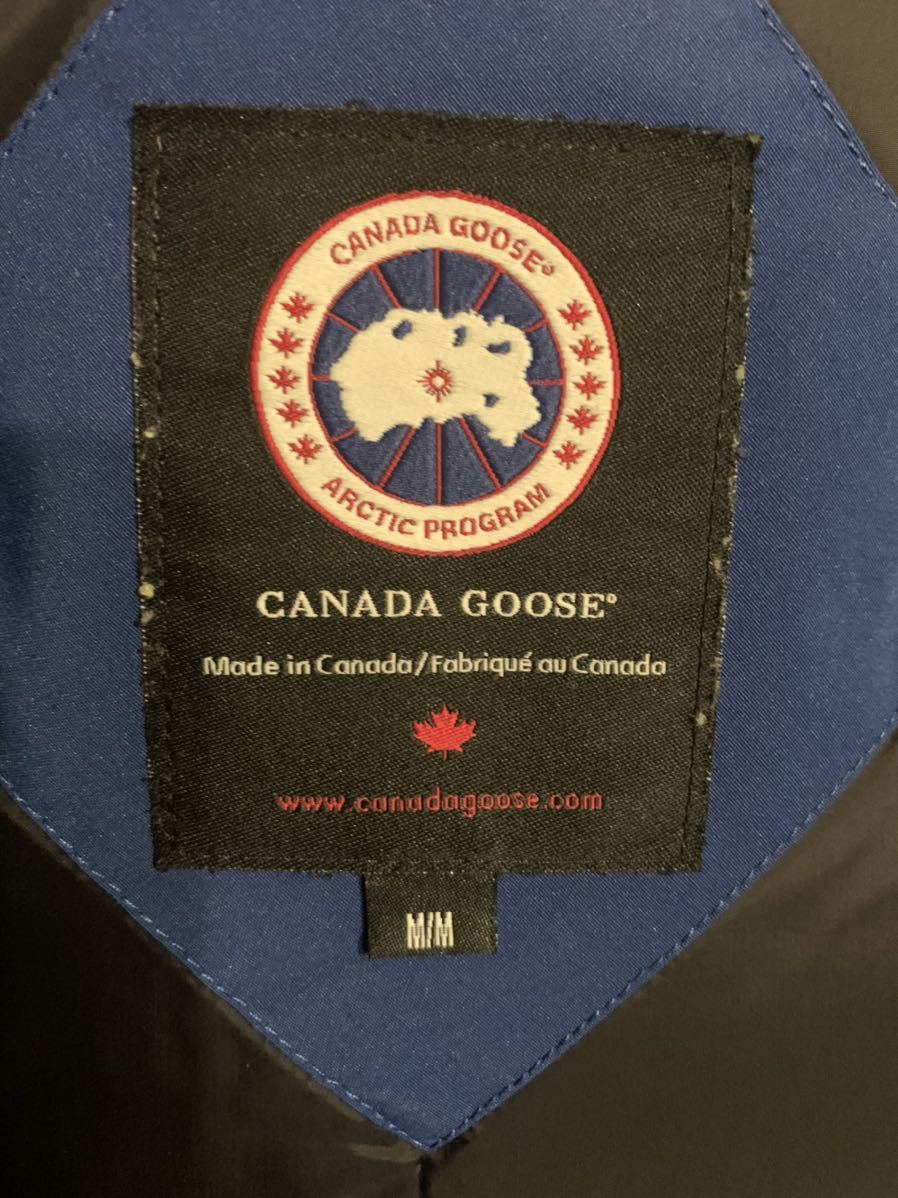 CANADA GOOSE®
ARCTIC PROGRAM
CANADA GOOSE®
Made in Canada/Fabriqué au Canada
www.canadagoose.com
M/M